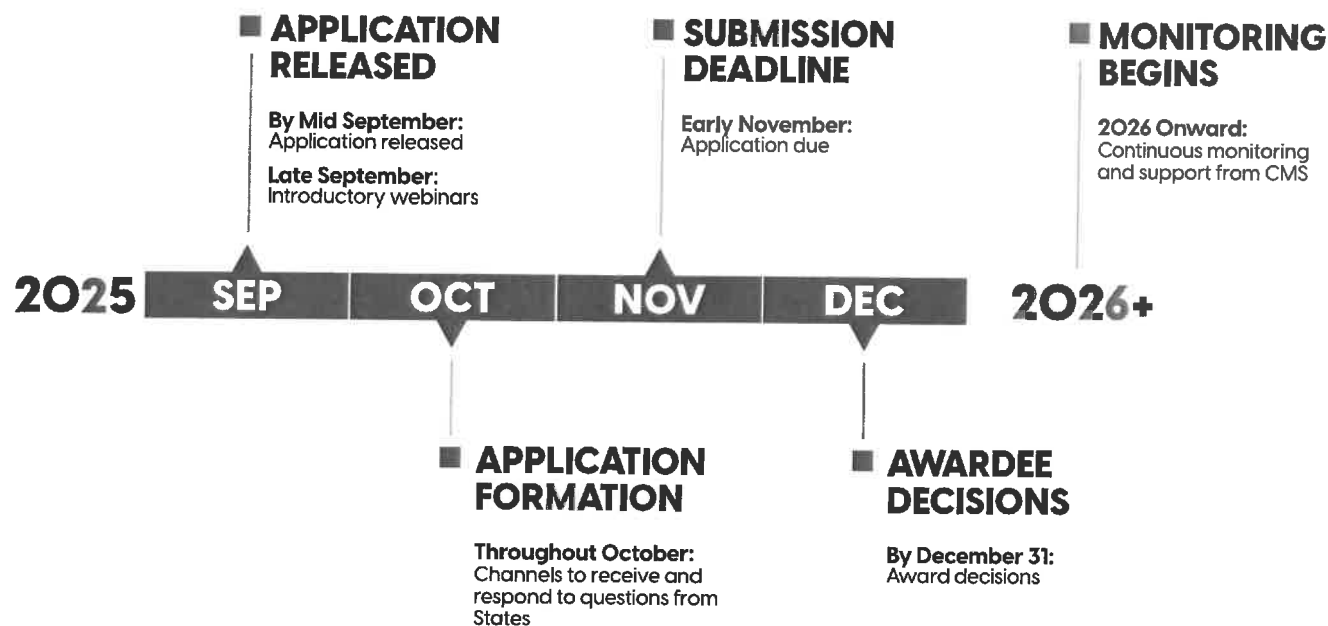 APPLICATION
RELEASED
By Mid September:
Application released
Late September:
Introductory webinars
SUBMISSION
DEADLINE
Early November:
Application due
MONITORING
BEGINS
2026 Onward:
Continuous monitoring
and support from CMS
2025 SEP OCT NOV DEC 2026+
APPLICATION
FORMATION
Throughout October:
Channels to receive and
respond to questions from
States
AWARDEE
DECISIONS
By December 31:
Award decisions